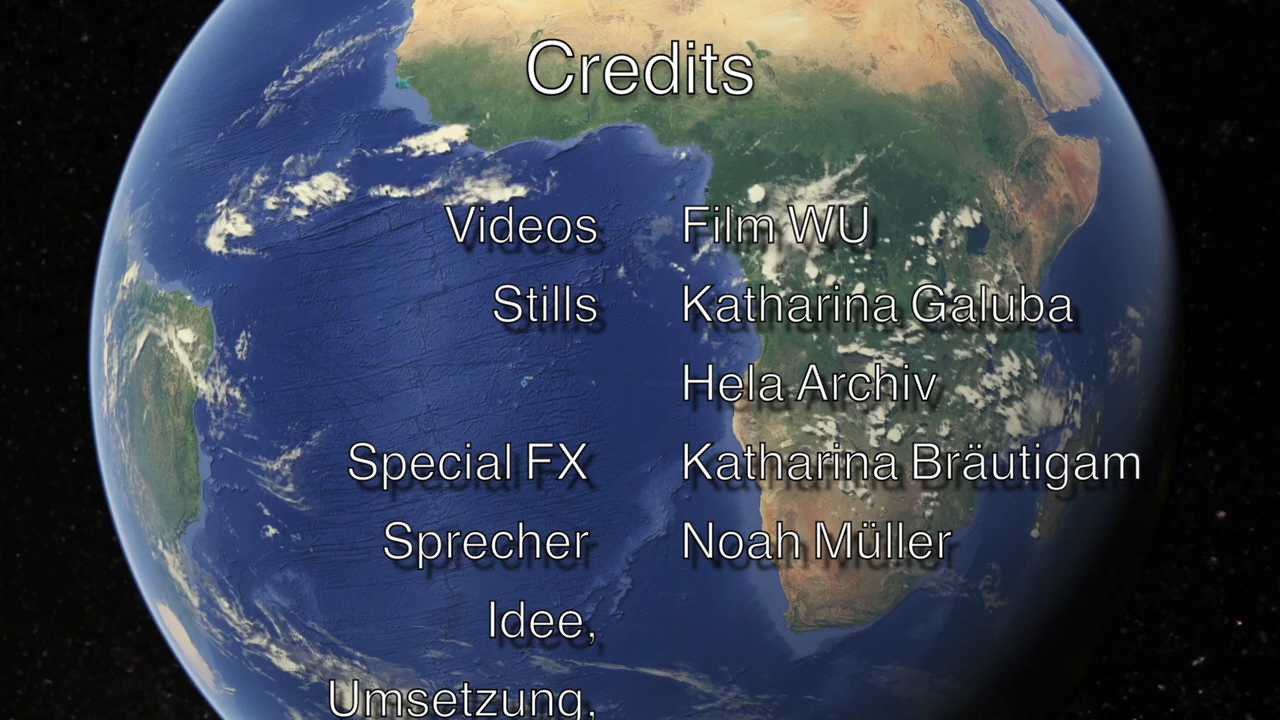 Credits
Videos Film WU
Stills Katharina Galuba
Hela Archiv
Special FX Katharina Bräutigam
Sprecher Noah Müller
Idee,
Umsetzung,